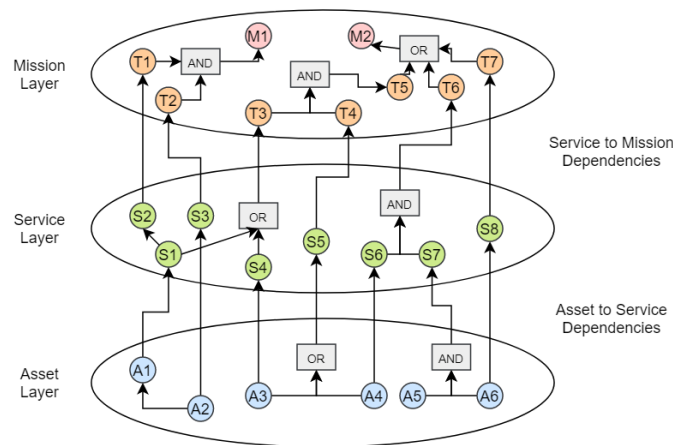 M1
M2
T1
AND
OR
T7
Mission
Layer
AND
T5
T6
T2
T3
T4
Service to Mission
Dependencies
AND
S2
S3
OR
Service
Layer
S5
S8
S1
S4
S6
S7
Asset to Service
Dependencies
OR
AND
A1
Asset
Layer
A2
A3
A4
A5
A6